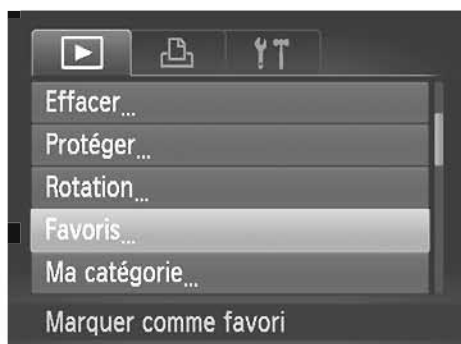 Effacer...
Protéger...
Rotation...
Favoris...
Ma catégorie...
Marquer comme favori